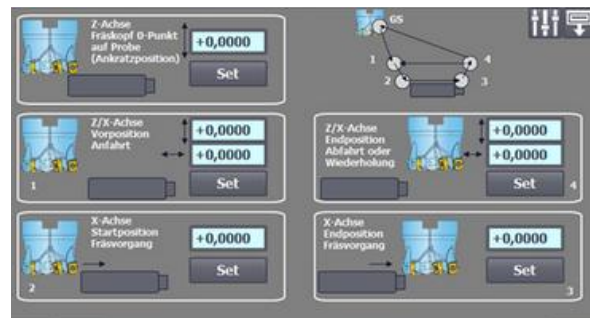 Z-Achse
Fräskopf 0-Punkt
auf Probe
(Ankratzposition)
+0,0000
Set
GS
1
4
2
3
Z/X-Achse
Vorposition
Anfahrt
+0,0000
+0,0000
Set
1
Z/X-Achse
Endposition
Abfahrt oder
Wiederholung
+0,0000
+0,0000
Set
4
X-Achse
Startposition
Fräsvorgang
+0,0000
Set
2
X-Achse
Endposition
Fräsvorgang
+0,0000
Set
3